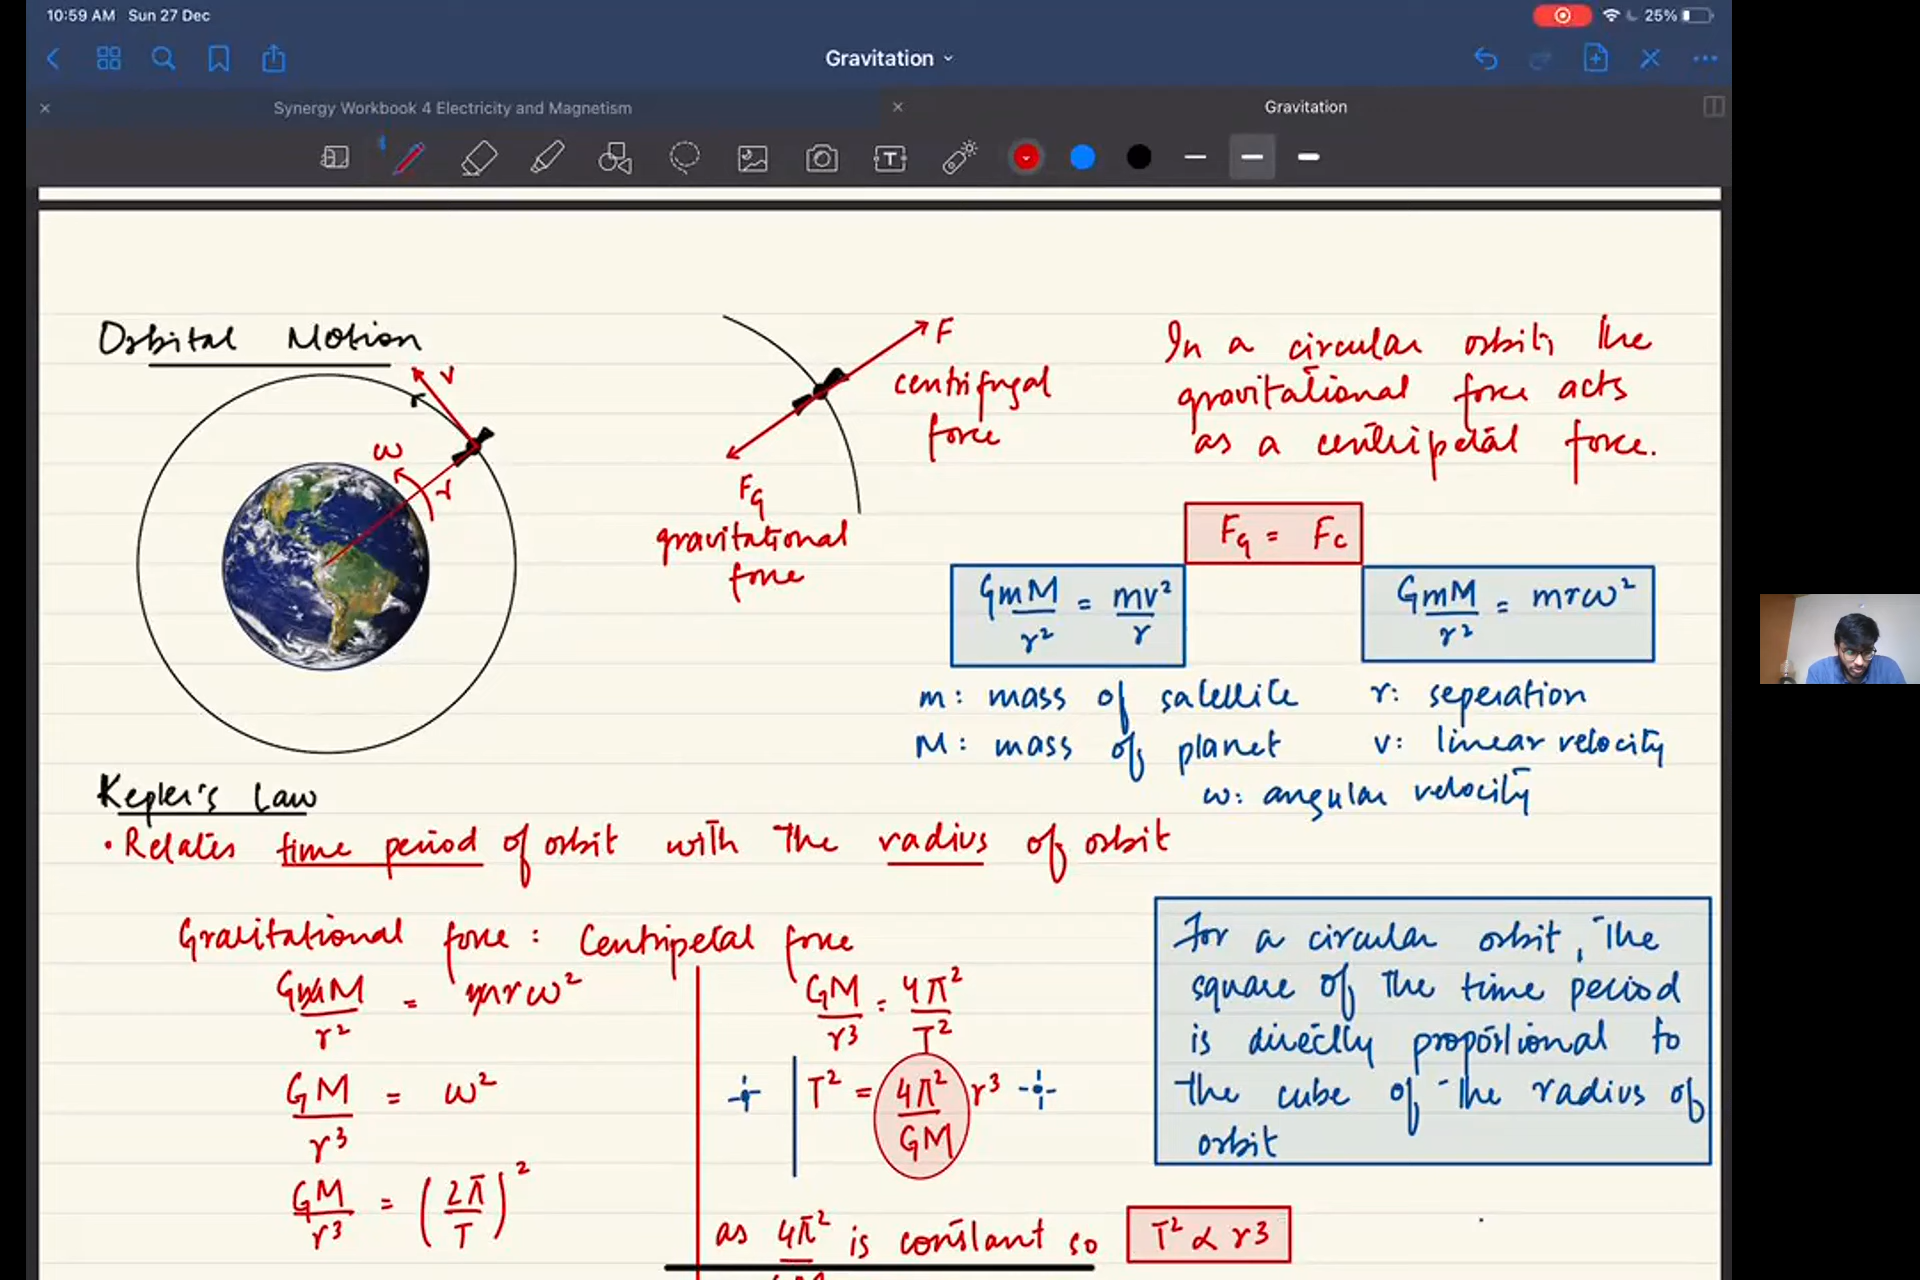 10:59 AM Sun 27 Dec
25%
Gravitation
Synergy Workbook 4 Electricity and Magnetism
Gravitation
T
Orbital Motion
v
ω
r
F
centrifugal
force
FG
gravitational
force
In a circular orbit, the
gravitational force acts
as a centripetal force.
FG = Fc
GmM/r² = mv²/r
GmM/r² = mrω²
m: mass of satellite
r: seperation
M: mass of planet
v: linear velocity
ω: angular velocity
Kepler's Law
• Relates time period of orbit with the radius of orbit
Gravitational force = Centripetal force
GmM/r² = mrω²
GM/r³ = ω²
GM/r³ = (2π/T)²
GM/r³ = 4π²/T²
T² = (4π²/GM) r³
as 4π²/GM is constant so
T² ∝ r³
For a circular orbit, the
square of the time period
is directly proportional to
the cube of the radius of
orbit